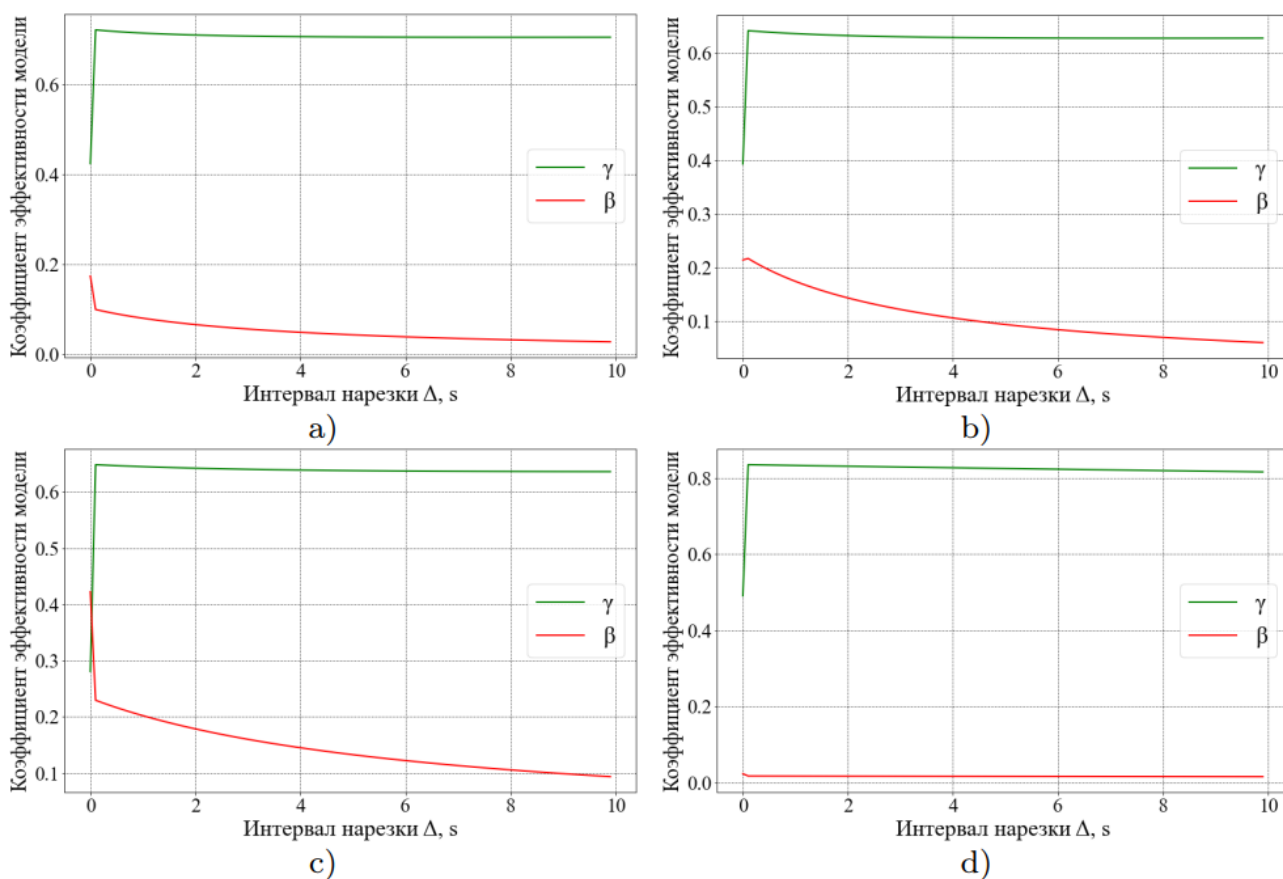 Коэффициент эффективности модели
0.6
0.4
0.2
0.0
γ
β
0 2 4 6 8 10
Интервал нарезки Δ, s
a)
Коэффициент эффективности модели
0.6
0.5
0.4
0.3
0.2
0.1
γ
β
0 2 4 6 8 10
Интервал нарезки Δ, s
b)
Коэффициент эффективности модели
0.6
0.5
0.4
0.3
0.2
0.1
γ
β
0 2 4 6 8 10
Интервал нарезки Δ, s
c)
Коэффициент эффективности модели
0.8
0.6
0.4
0.2
0.0
γ
β
0 2 4 6 8 10
Интервал нарезки Δ, s
d)